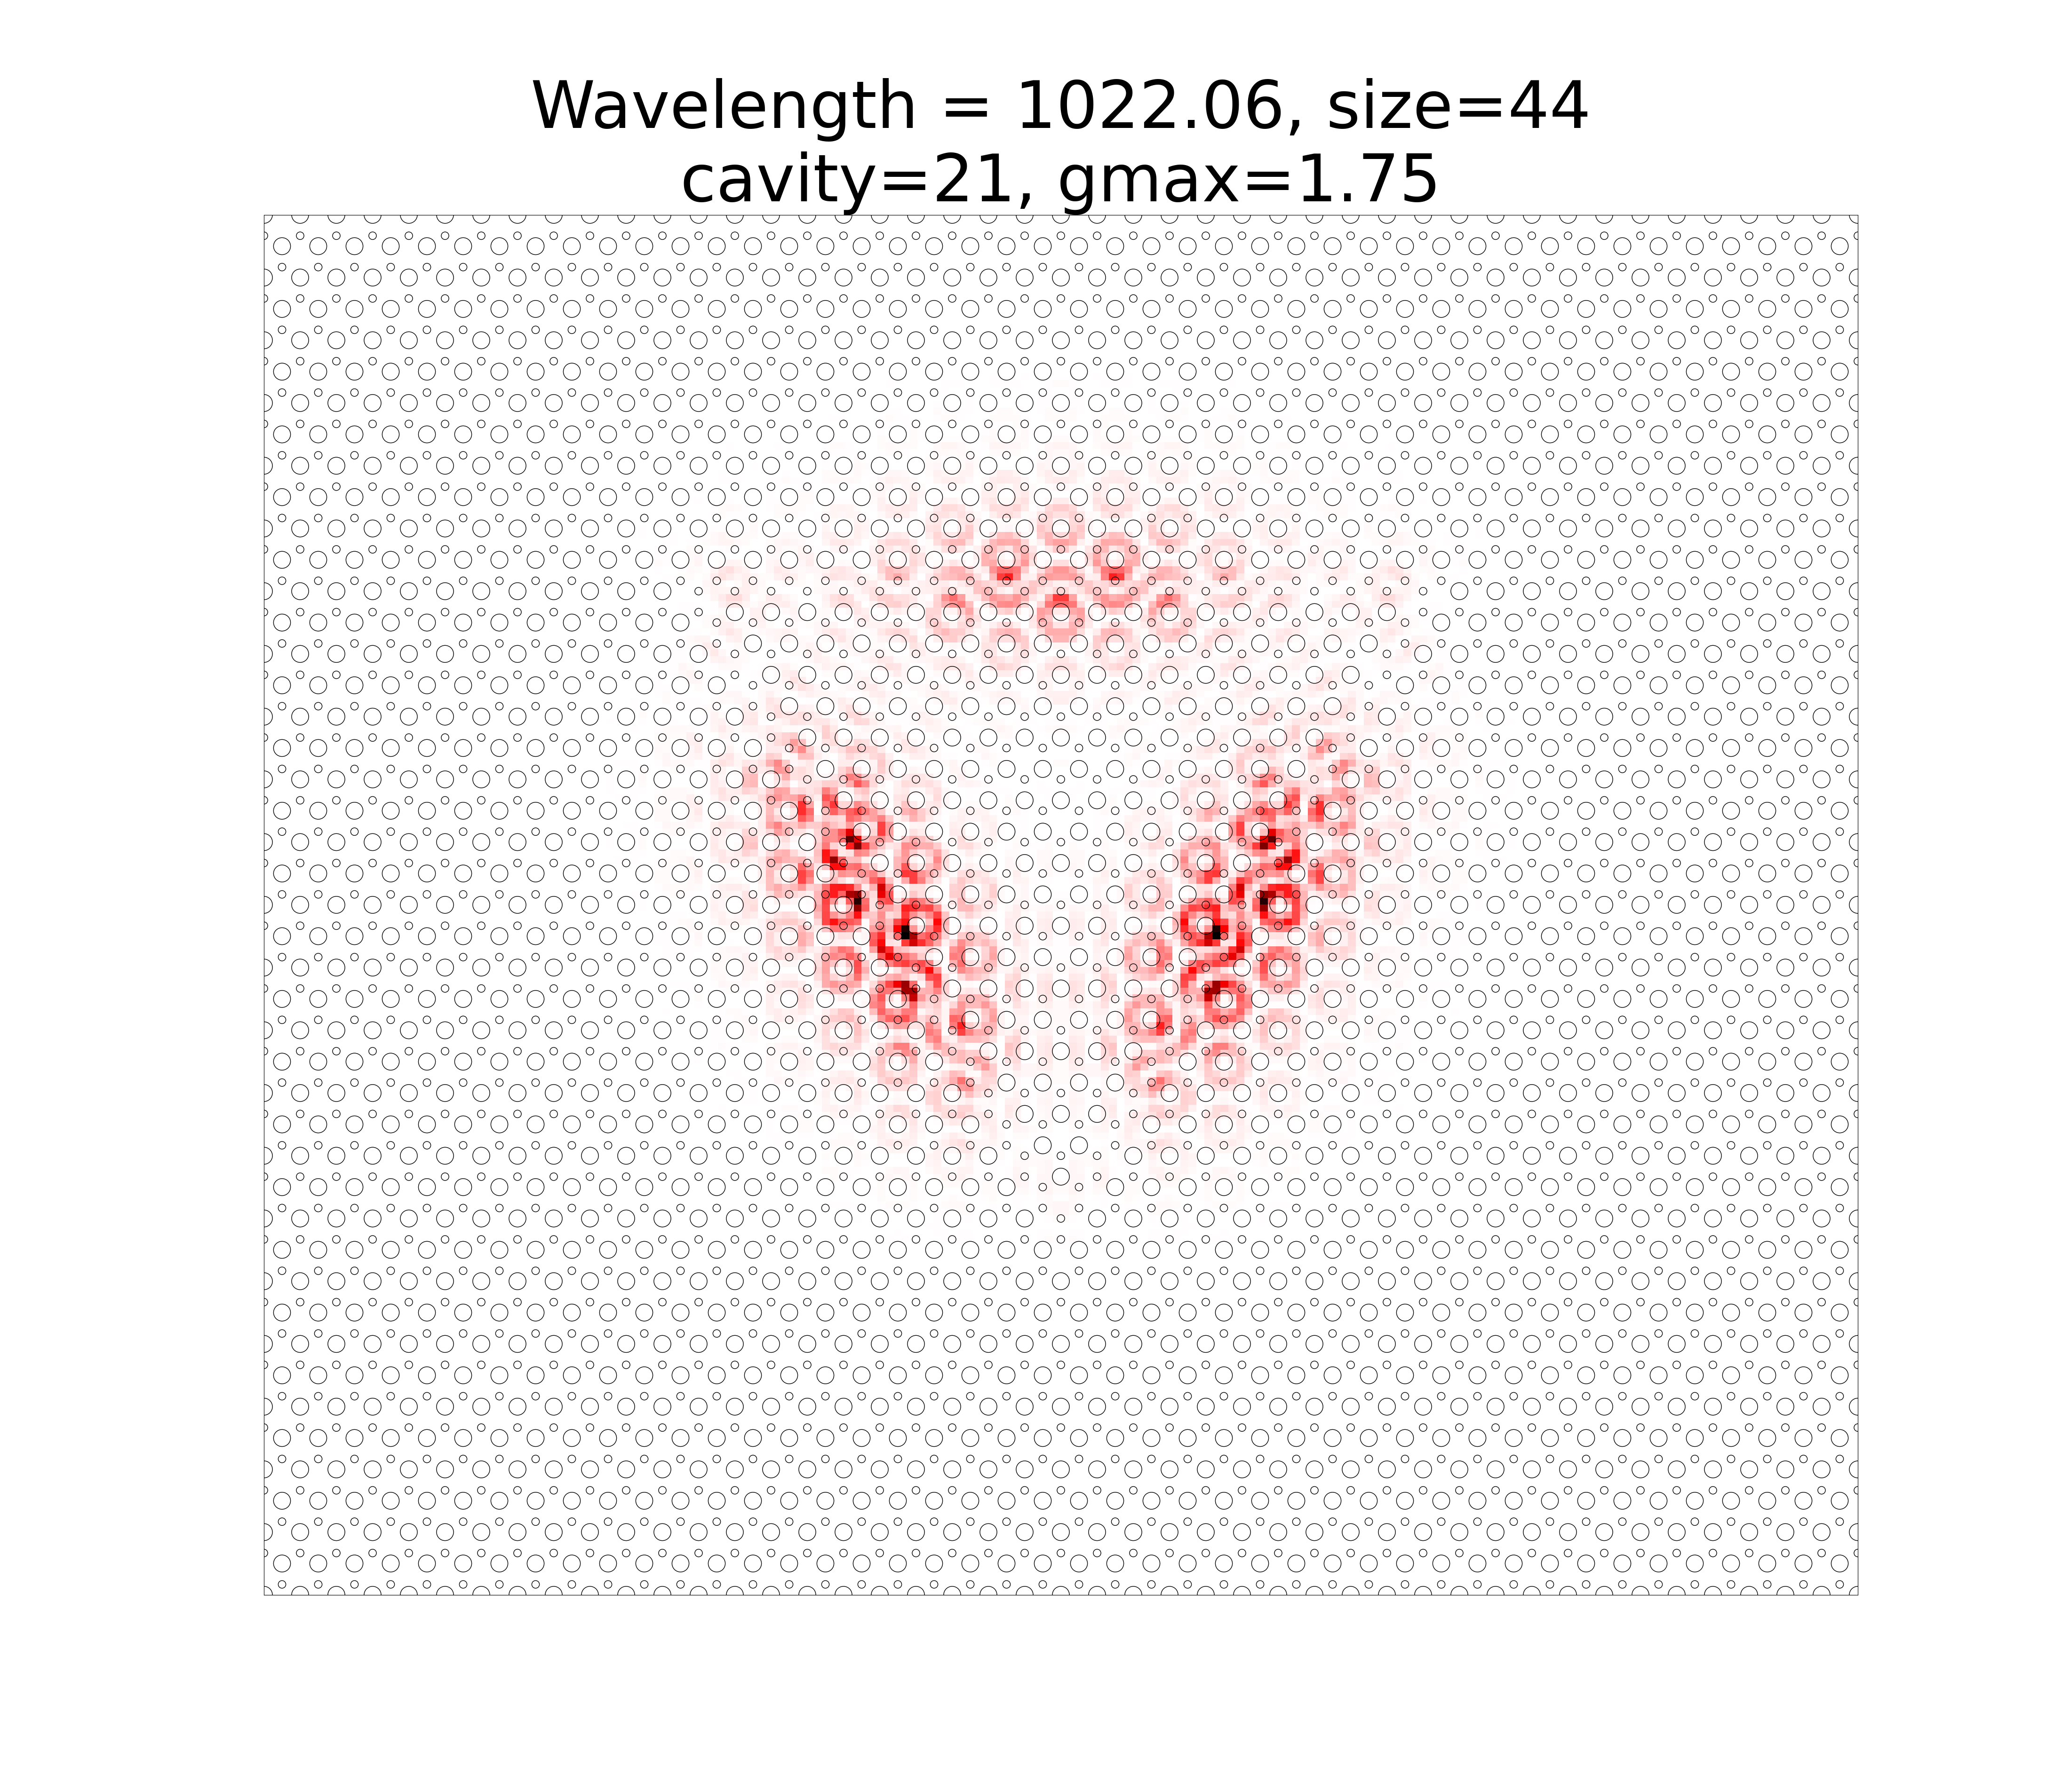 Wavelength = 1022.06, size=44
cavity=21, gmax=1.75